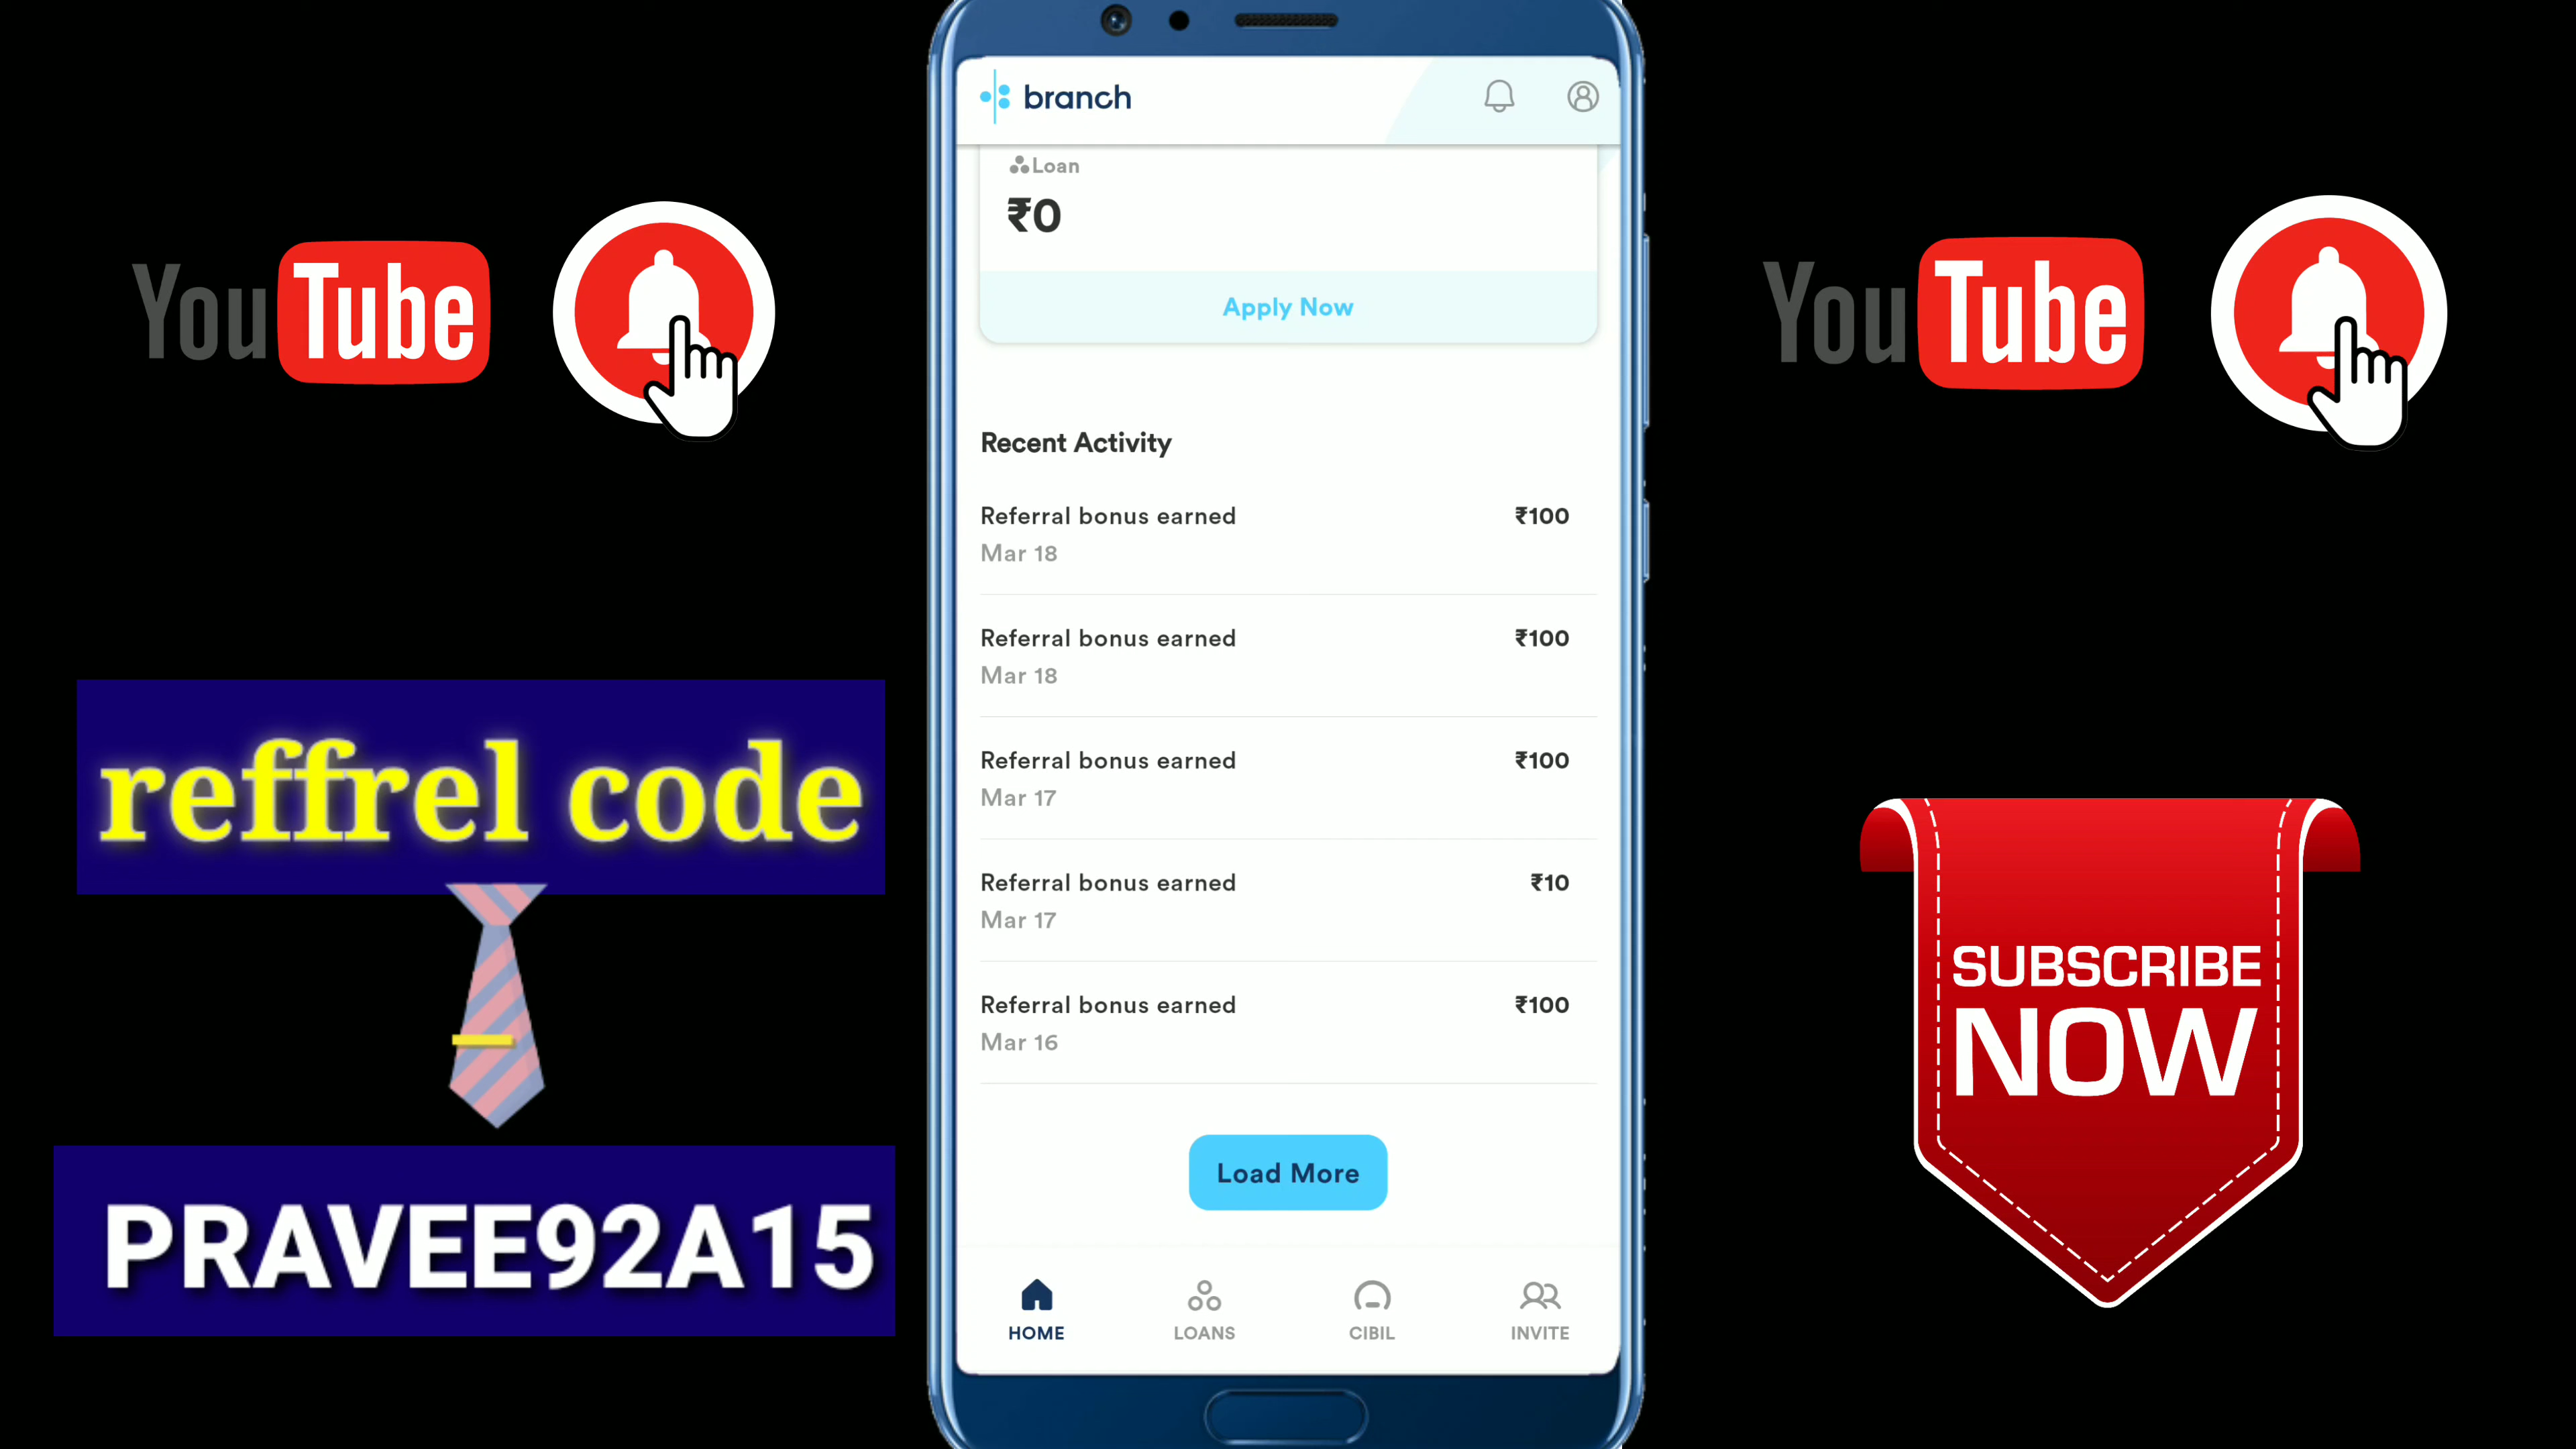 YouTube
reffrel code
PRAVEE92A15
branch
Loan
₹0
Apply Now
Recent Activity
Referral bonus earned ₹100
Mar 18
Referral bonus earned ₹100
Mar 18
Referral bonus earned ₹100
Mar 17
Referral bonus earned ₹10
Mar 17
Referral bonus earned ₹100
Mar 16
Load More
HOME LOANS CIBIL INVITE
YouTube
SUBSCRIBE
NOW